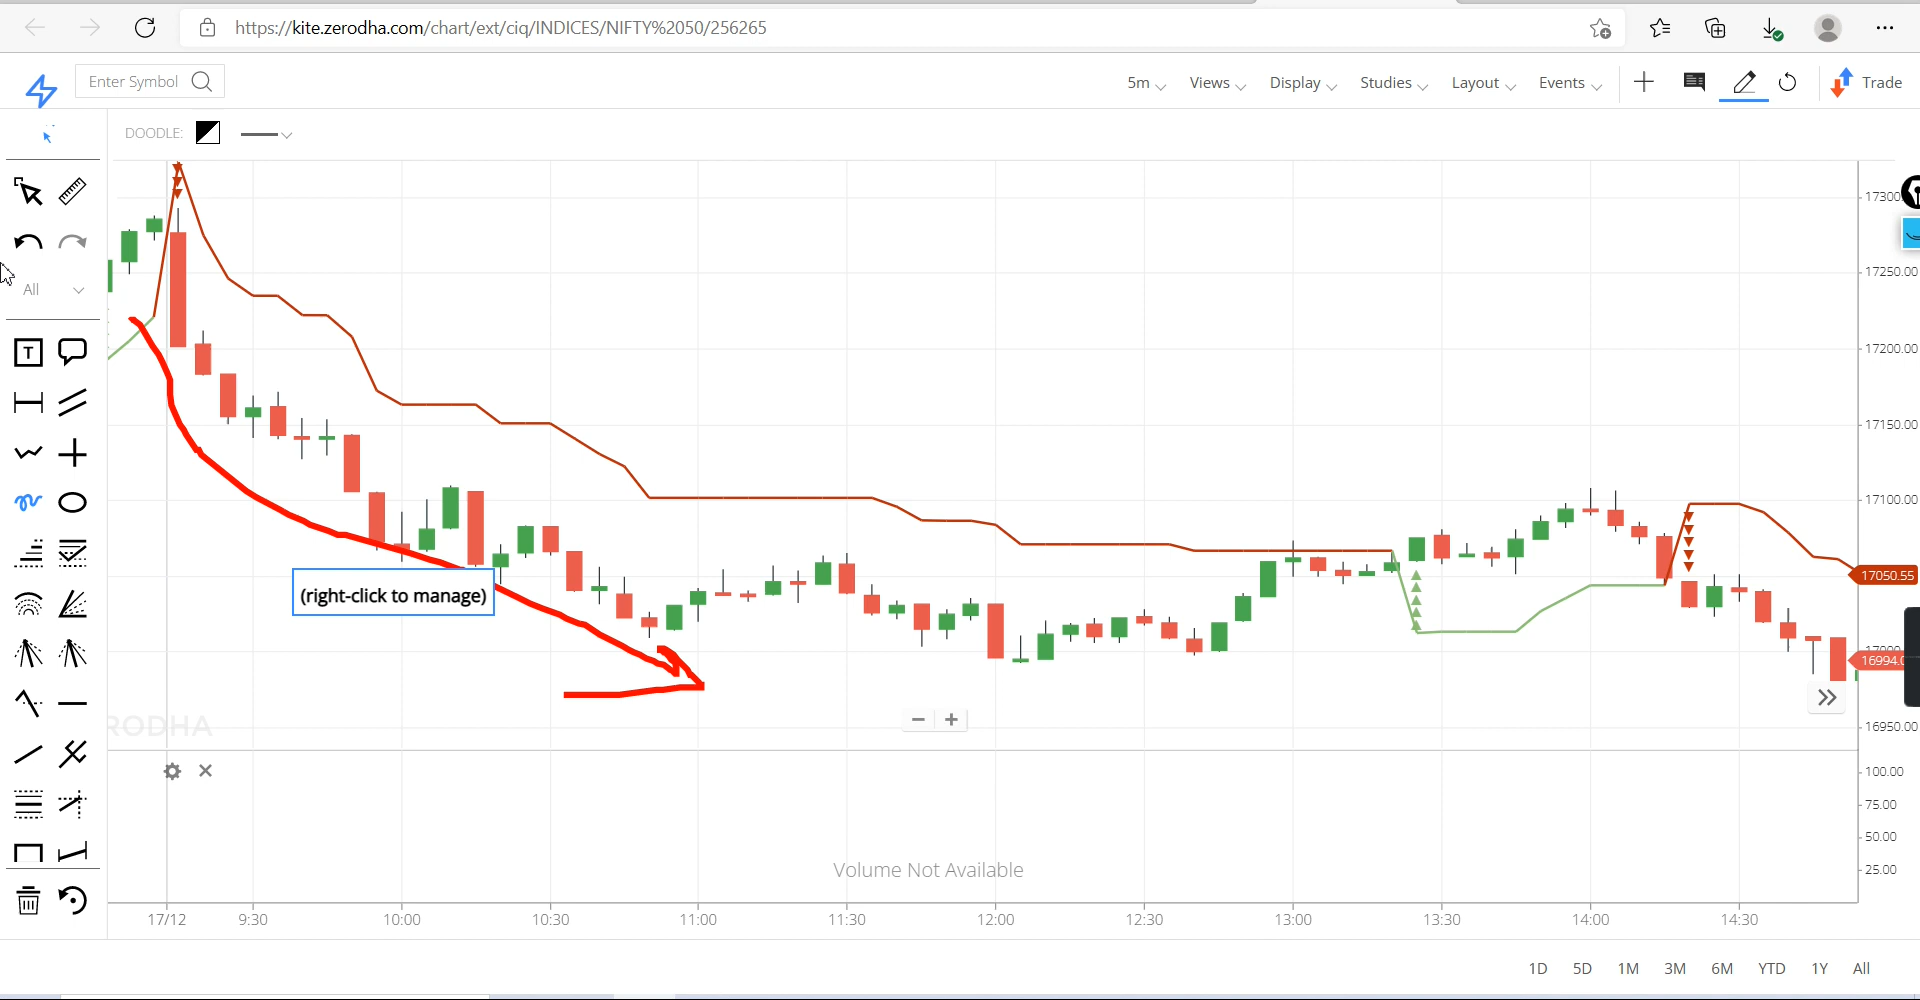 https://kite.zerodha.com/chart/ext/ciq/INDICES/NIFTY%2050/256265
Enter Symbol
5m
Views
Display
Studies
Layout
Events
Trade
DOODLE:
All
T
(right-click to manage)
RODHA
17300
17250.00
17200.00
17150.00
17100.00
17050.55
16994.0
16950.00
100.00
75.00
50.00
25.00
Volume Not Available
17/12 9:30 10:00 10:30 11:00 11:30 12:00 12:30 13:00 13:30 14:00 14:30
1D 5D 1M 3M 6M YTD 1Y All